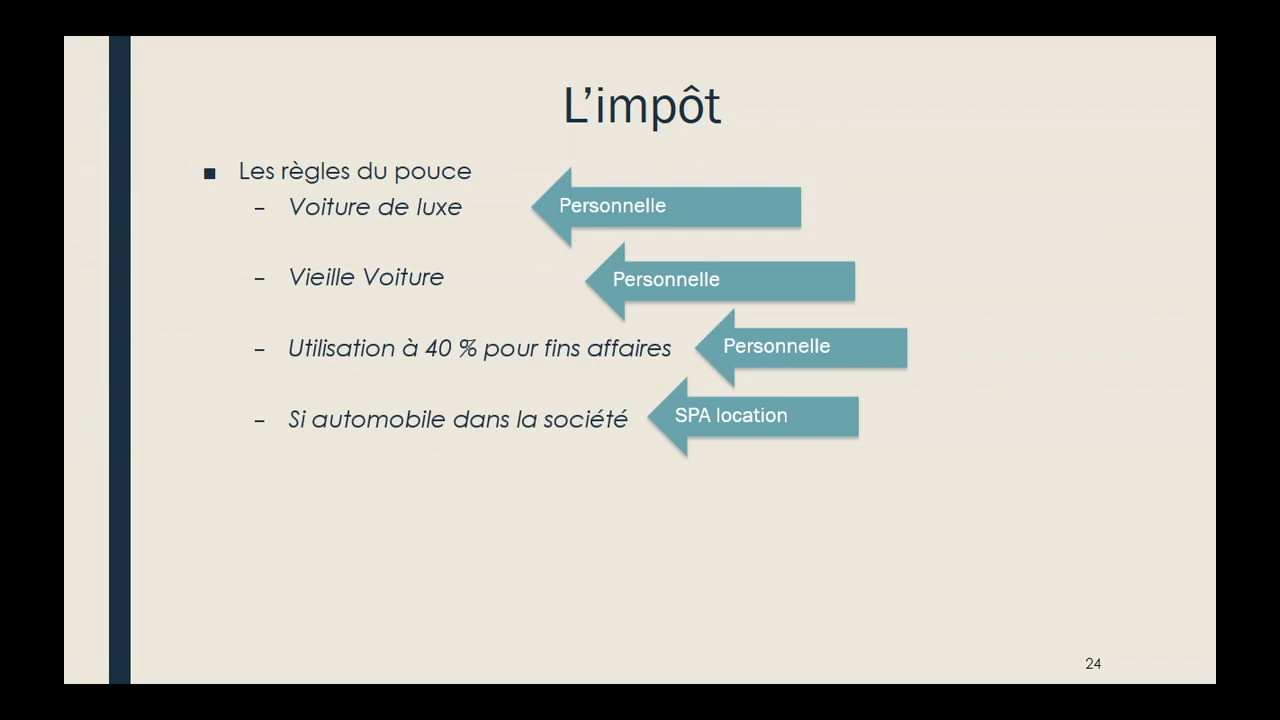 L’impôt
■ Les règles du pouce
– Voiture de luxe
Personnelle
– Vieille Voiture
Personnelle
– Utilisation à 40 % pour fins affaires
Personnelle
– Si automobile dans la société
SPA location
24